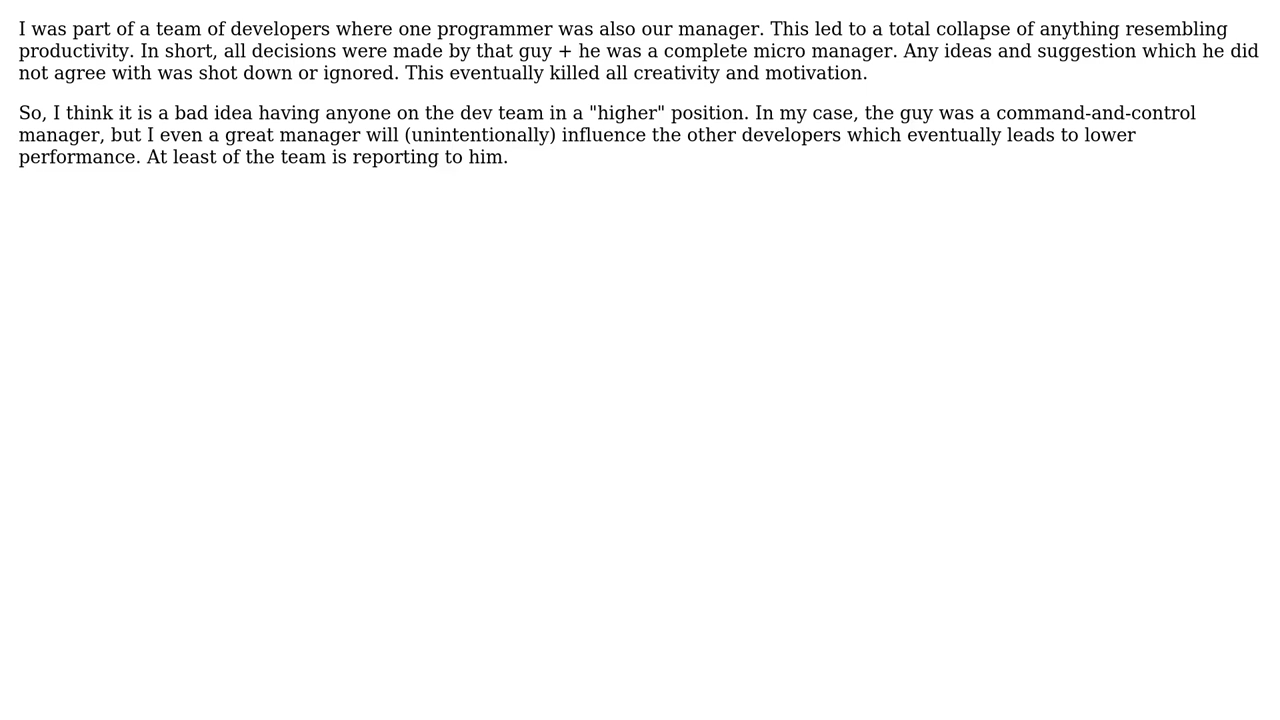 I was part of a team of developers where one programmer was also our manager. This led to a total collapse of anything resembling
productivity. In short, all decisions were made by that guy + he was a complete micro manager. Any ideas and suggestion which he did
not agree with was shot down or ignored. This eventually killed all creativity and motivation.
So, I think it is a bad idea having anyone on the dev team in a "higher" position. In my case, the guy was a command-and-control
manager, but I even a great manager will (unintentionally) influence the other developers which eventually leads to lower
performance. At least of the team is reporting to him.